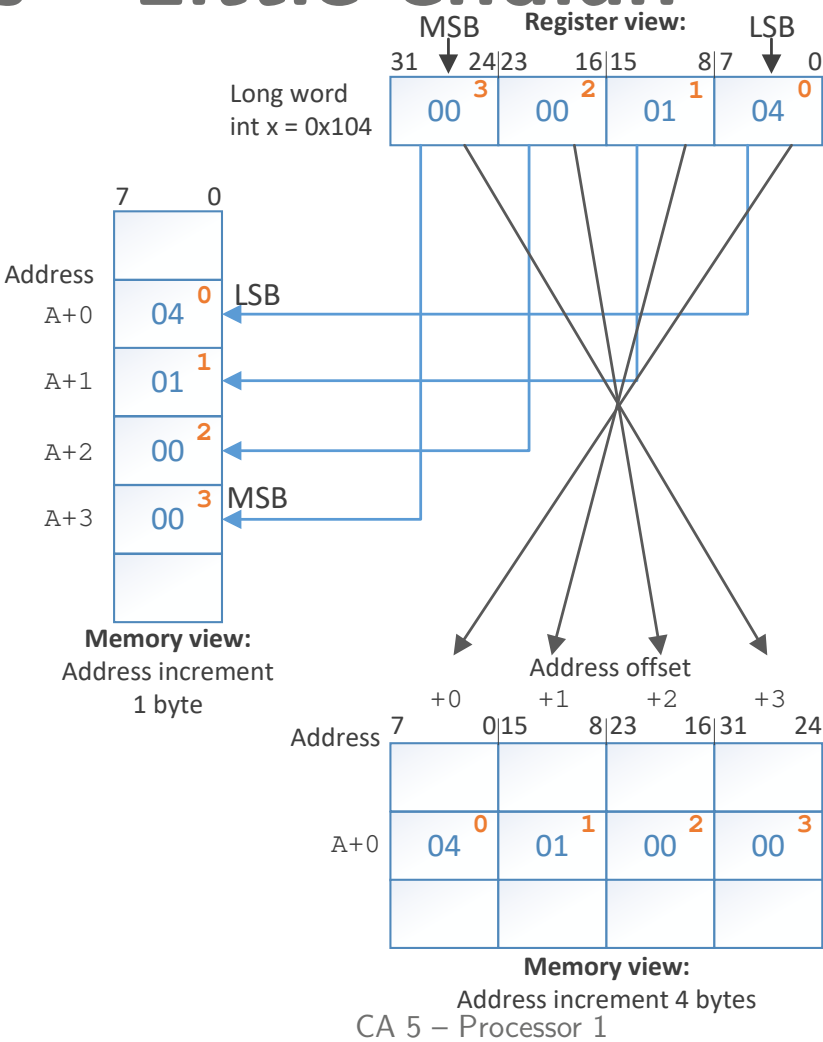 – Little endian
MSB Register view: LSB
31 24 23 16 15 8 7 0
Long word
int x = 0x104
00 3 00 2 01 1 04 0
7 0
Address
A+0 04 0 LSB
A+1 01 1
A+2 00 2
A+3 00 3 MSB
Memory view:
Address increment
1 byte
Address offset
+0 +1 +2 +3
Address 7 0 15 8 23 16 31 24
A+0 04 0 01 1 00 2 00 3
Memory view:
Address increment 4 bytes
CA 5 – Processor 1